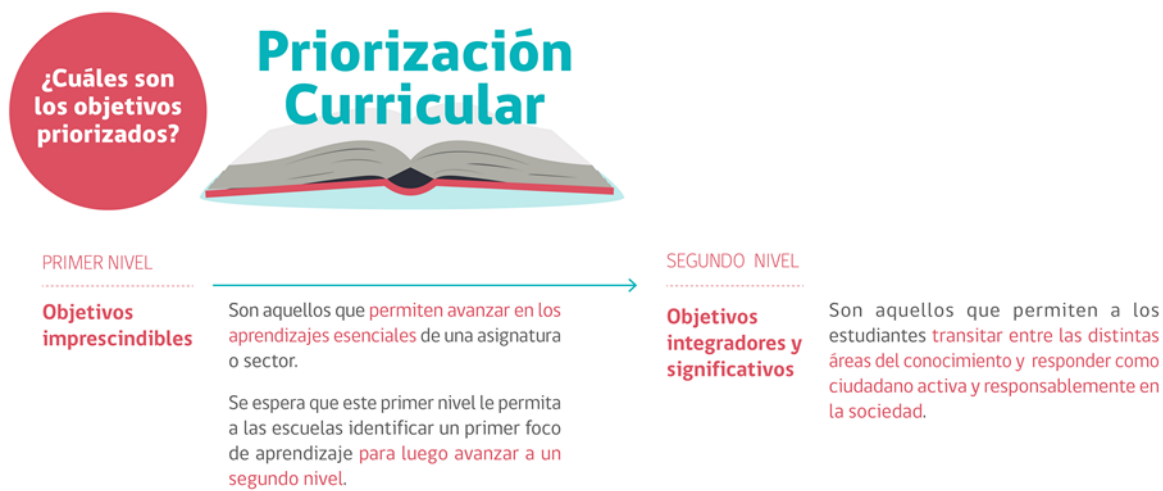 ¿Cuáles son
los objetivos
priorizados?
Priorización
Curricular
PRIMER NIVEL
Objetivos
imprescindibles
Son aquellos que permiten avanzar en los
aprendizajes esenciales de una asignatura
o sector.
Se espera que este primer nivel le permita
a las escuelas identificar un primer foco
de aprendizaje para luego avanzar a un
segundo nivel.
SEGUNDO NIVEL
Objetivos
integradores y
significativos
Son aquellos que permiten a los
estudiantes transitar entre las distintas
áreas del conocimiento y responder como
ciudadano activa y responsablemente en
la sociedad.